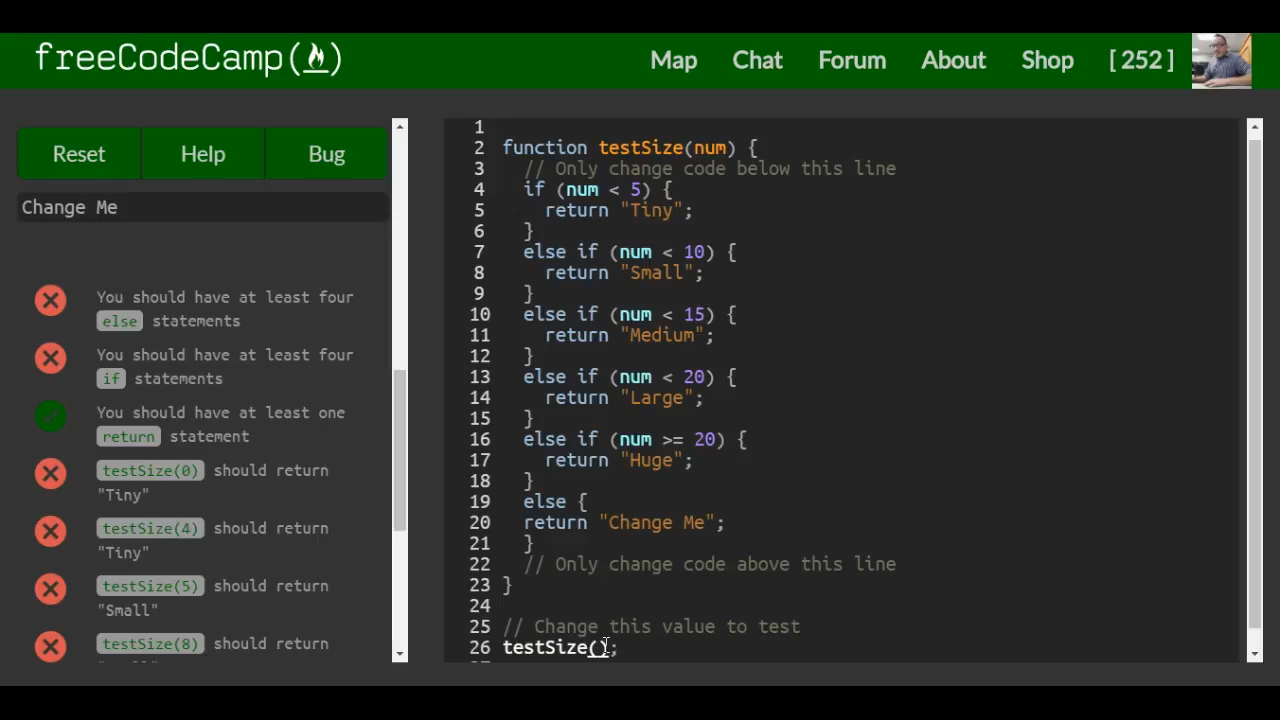 freeCodeCamp(🔥)
Map Chat Forum About Shop [ 252 ]
Reset Help Bug
Change Me
You should have at least four
else statements
You should have at least four
if statements
You should have at least one
return statement
testSize(0) should return
"Tiny"
testSize(4) should return
"Tiny"
testSize(5) should return
"Small"
testSize(8) should return
1
2 function testSize(num) {
3 // Only change code below this line
4 if (num < 5) {
5 return "Tiny";
6 }
7 else if (num < 10) {
8 return "Small";
9 }
10 else if (num < 15) {
11 return "Medium";
12 }
13 else if (num < 20) {
14 return "Large";
15 }
16 else if (num >= 20) {
17 return "Huge";
18 }
19 else {
20 return "Change Me";
21 }
22 // Only change code above this line
23 }
24
25 // Change this value to test
26 testSize();